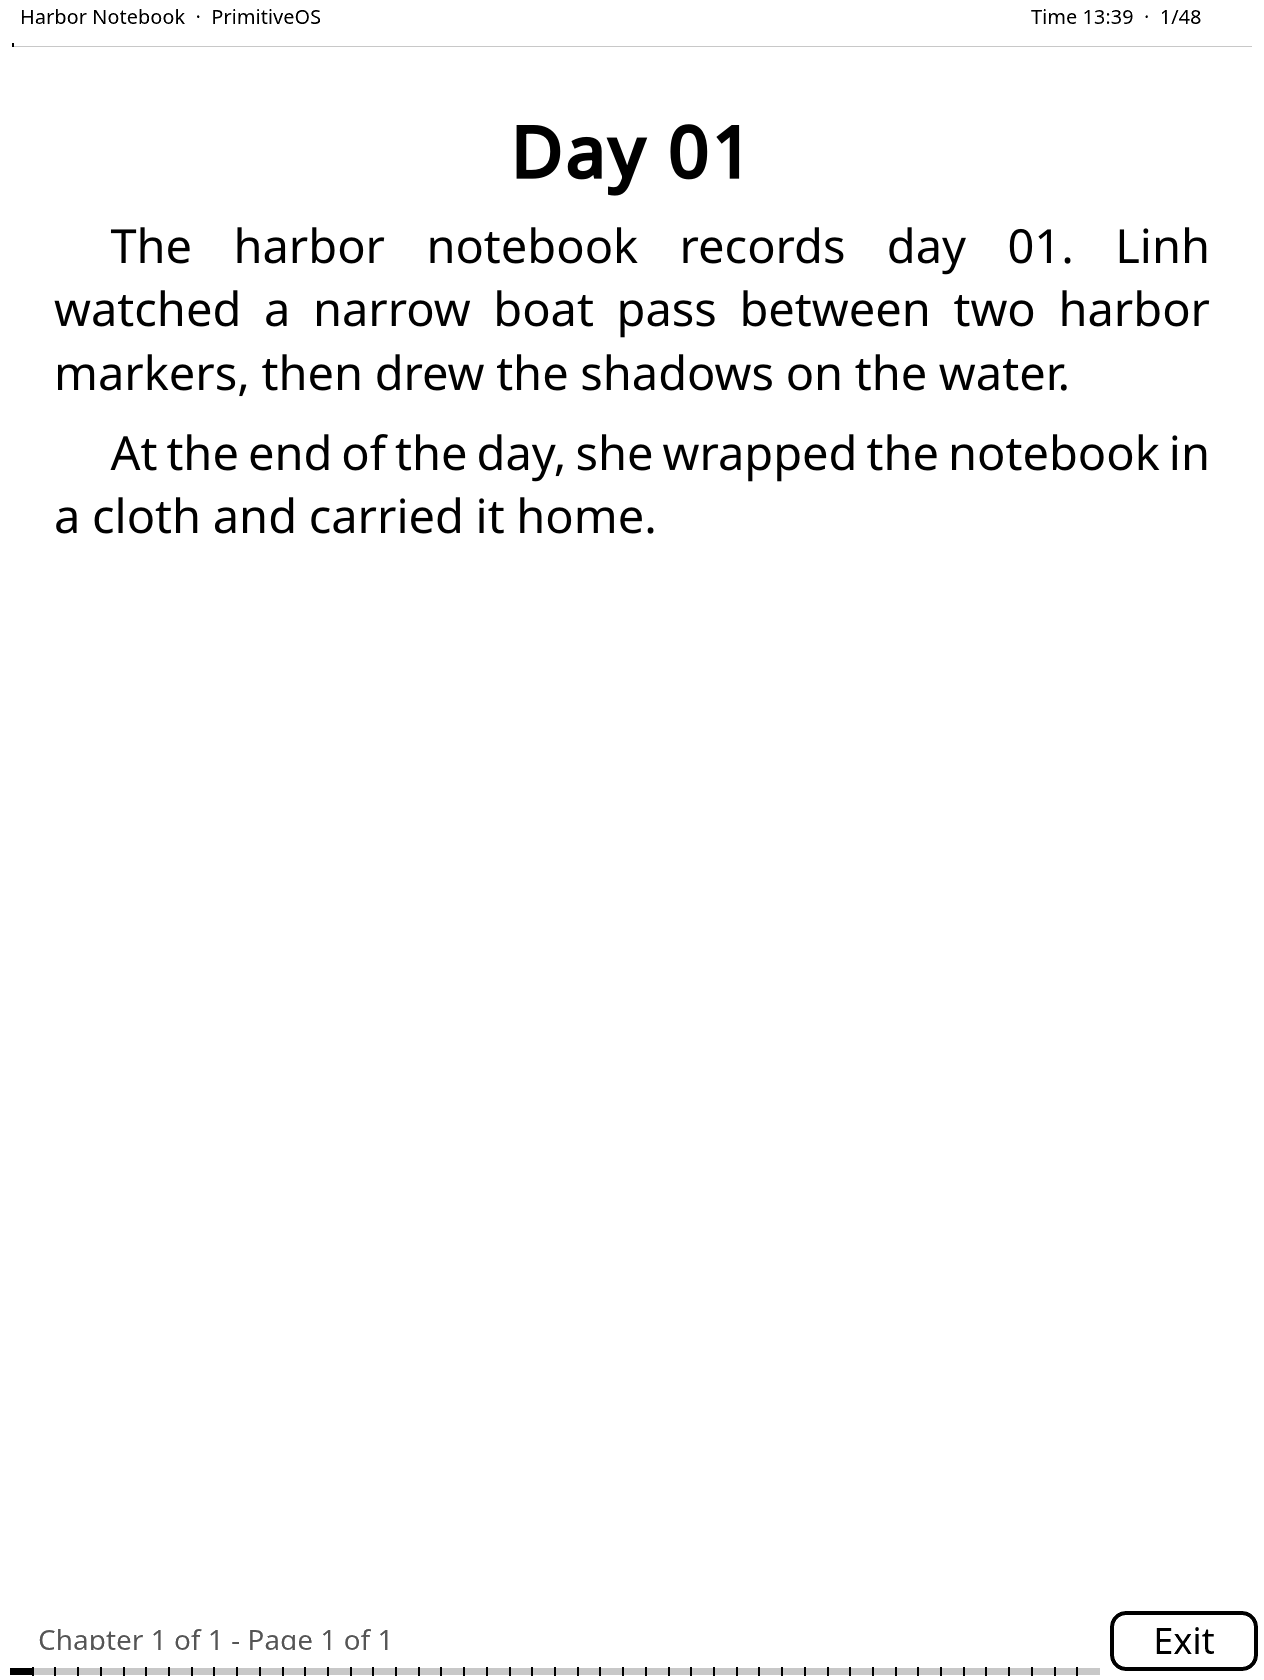 Harbor Notebook · PrimitiveOS
Time 13:39 · 1/48
Day 01
The harbor notebook records day 01. Linh
watched a narrow boat pass between two harbor
markers, then drew the shadows on the water.
At the end of the day, she wrapped the notebook in
a cloth and carried it home.
Chapter 1 of 1 - Page 1 of 1
Exit